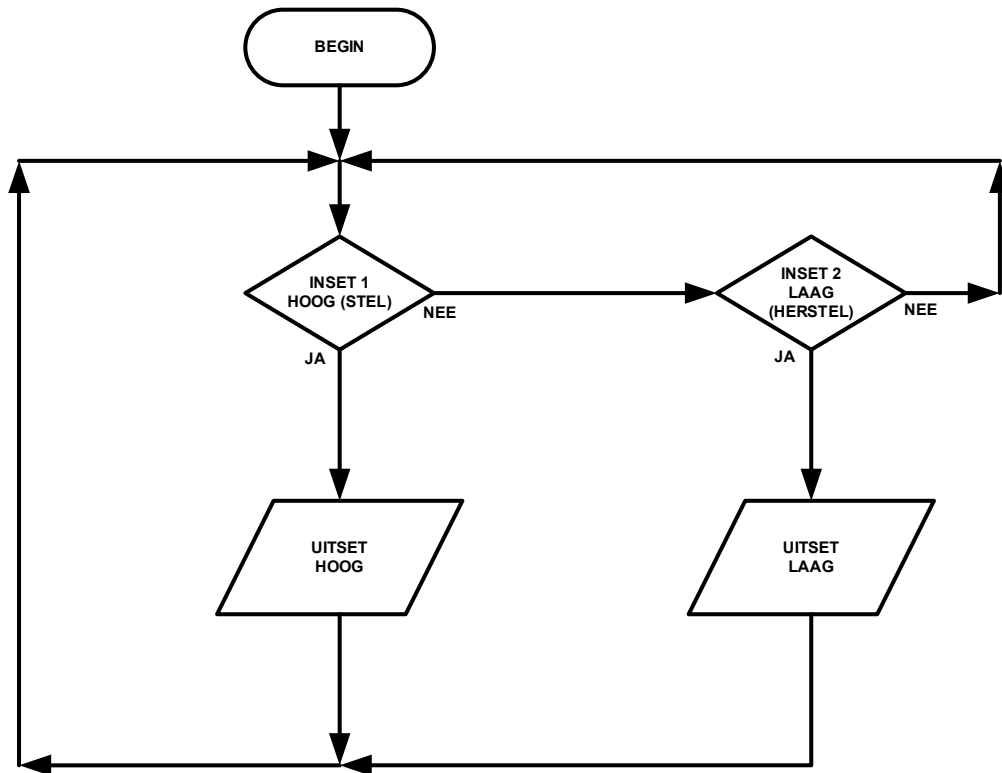 BEGIN
INSET 1
HOOG (STEL)
NEE
JA
INSET 2
LAAG
(HERSTEL)
NEE
JA
UITSET
HOOG
UITSET
LAAG